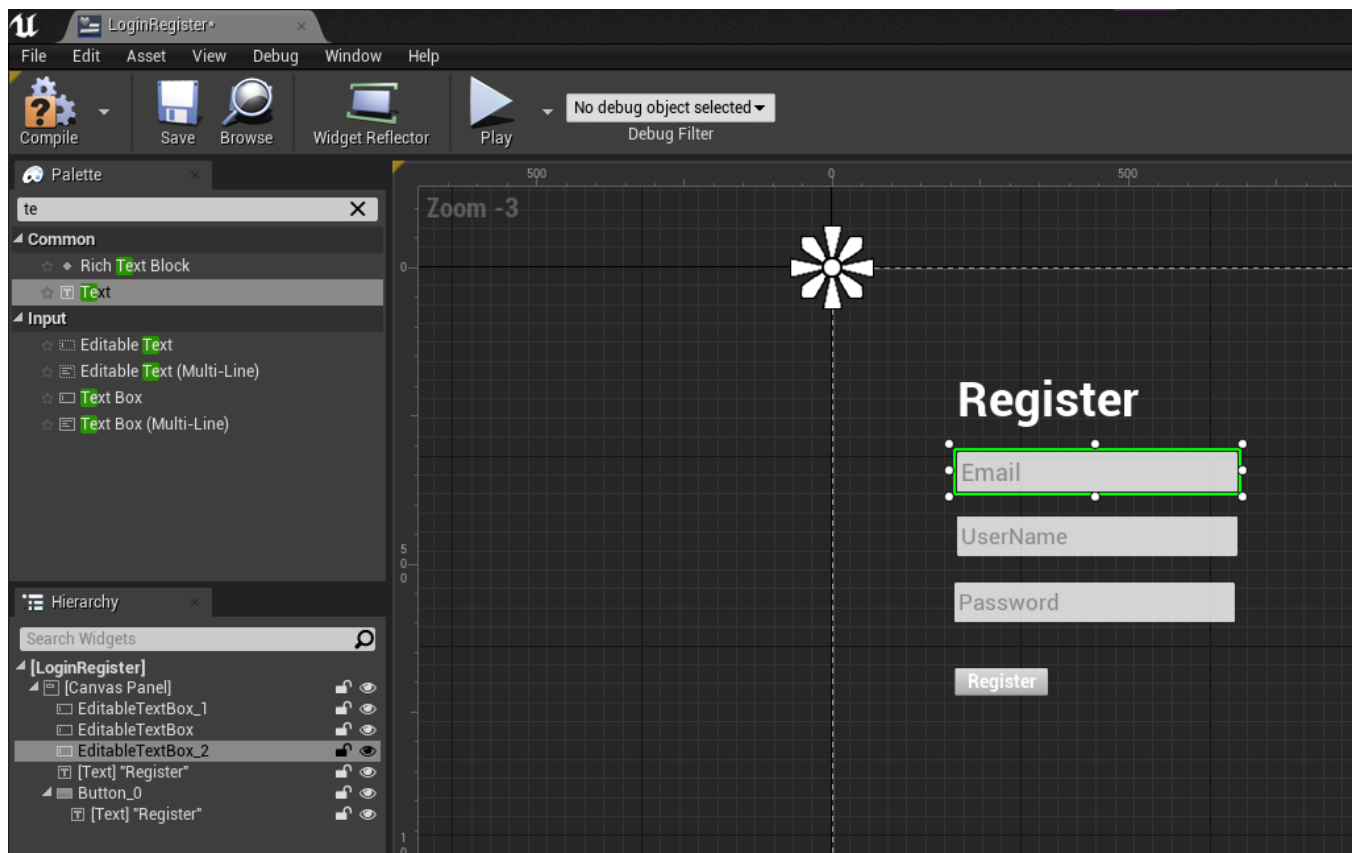 LoginRegister*
File Edit Asset View Debug Window Help
Compile Save Browse Widget Reflector Play No debug object selected Debug Filter
Palette
te
Common
Rich Text Block
Text
Input
Editable Text
Editable Text (Multi-Line)
Text Box
Text Box (Multi-Line)
Hierarchy
Search Widgets
[LoginRegister]
[Canvas Panel]
EditableTextBox_1
EditableTextBox
EditableTextBox_2
[Text] "Register"
Button_0
[Text] "Register"
500 0 500
Zoom -3
0
500
1
0
Register
Email
UserName
Password
Register